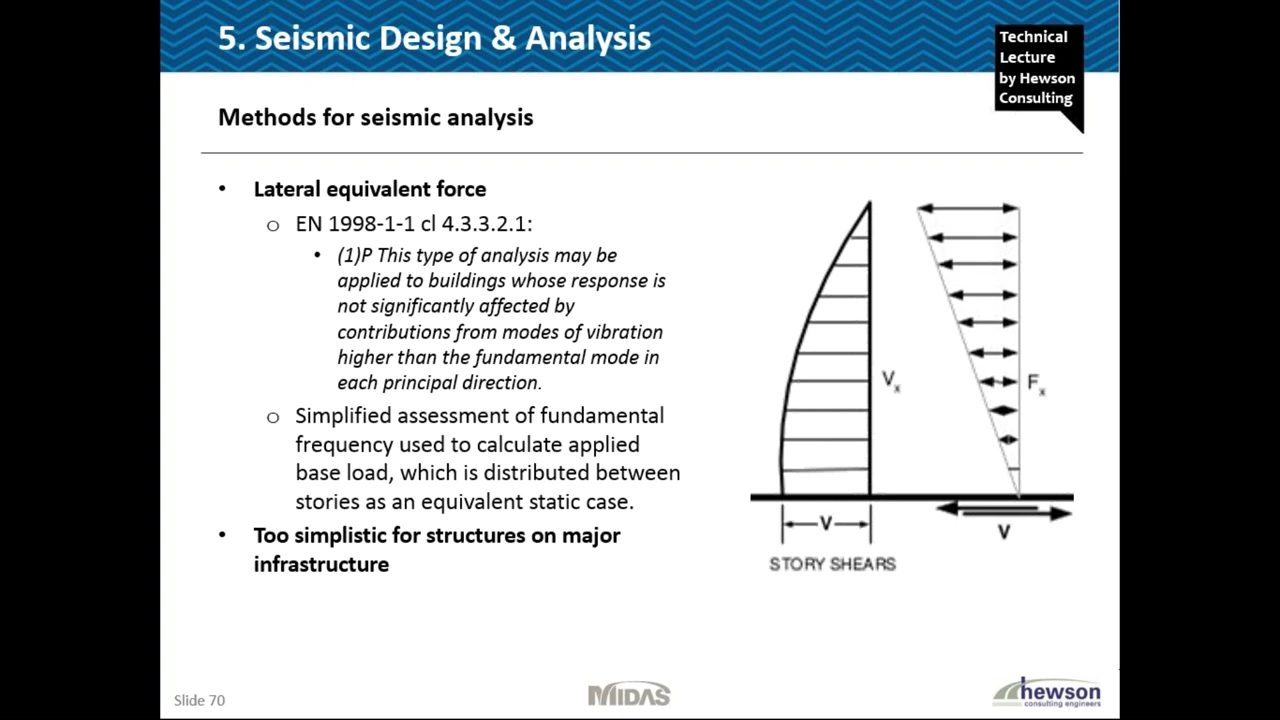 5. Seismic Design & Analysis
Technical
Lecture
by Hewson
Consulting
Methods for seismic analysis
• Lateral equivalent force
o EN 1998-1-1 cl 4.3.3.2.1:
• (1)P This type of analysis may be
applied to buildings whose response is
not significantly affected by
contributions from modes of vibration
higher than the fundamental mode in
each principal direction.
o Simplified assessment of fundamental
frequency used to calculate applied
base load, which is distributed between
stories as an equivalent static case.
• Too simplistic for structures on major
infrastructure
Vx
Fx
V
V
STORY SHEARS
Slide 70
MIDAS
hewson
consulting engineers